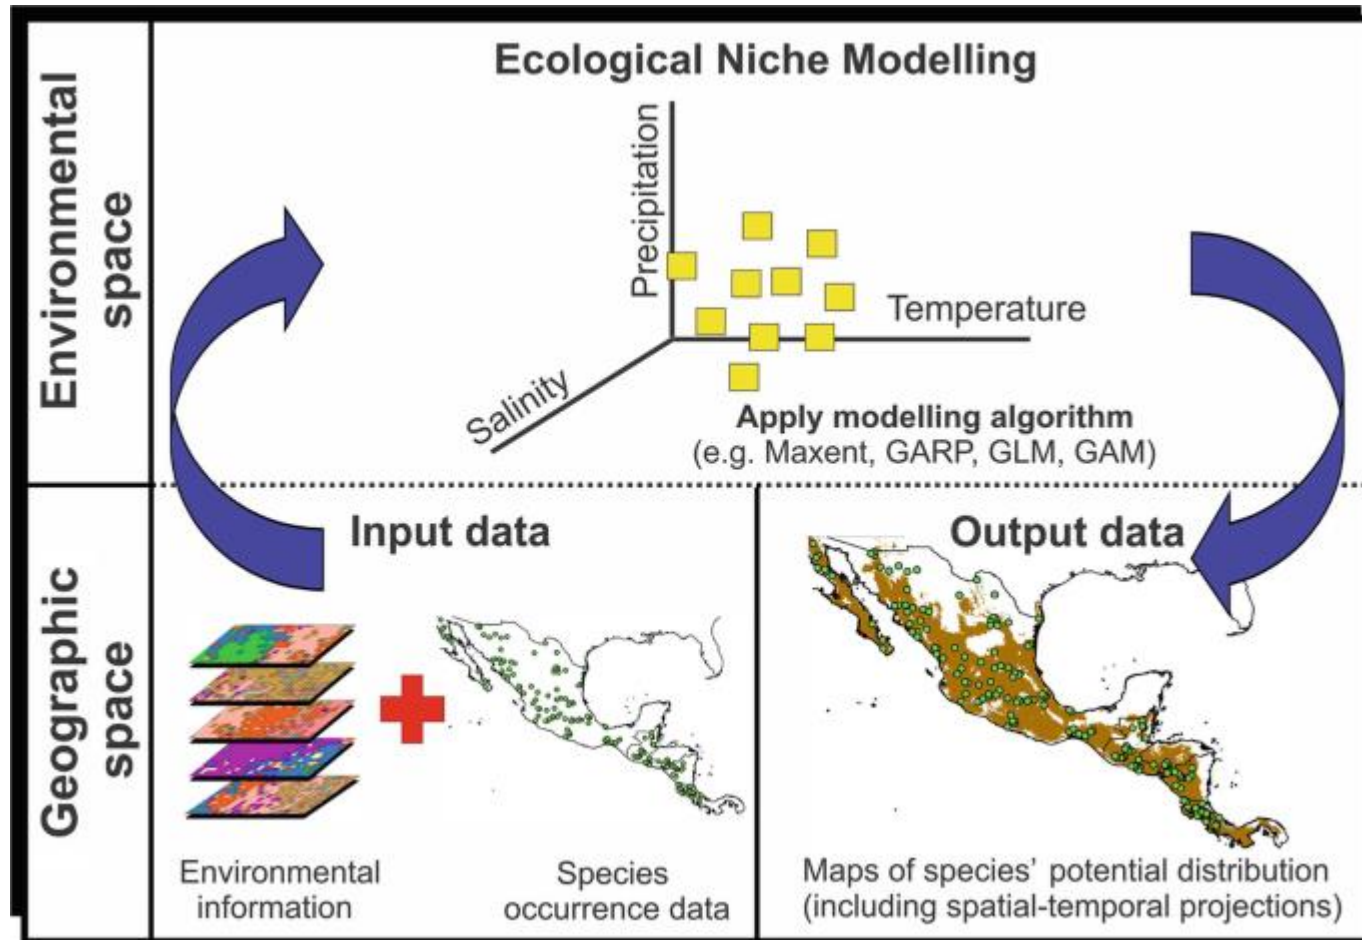 Ecological Niche Modelling
Environmental
space
Precipitation
Temperature
Salinity
Apply modelling algorithm
(e.g. Maxent, GARP, GLM, GAM)
Geographic
space
Input data
Environmental
information
Species
occurrence data
Output data
Maps of species’ potential distribution
(including spatial-temporal projections)